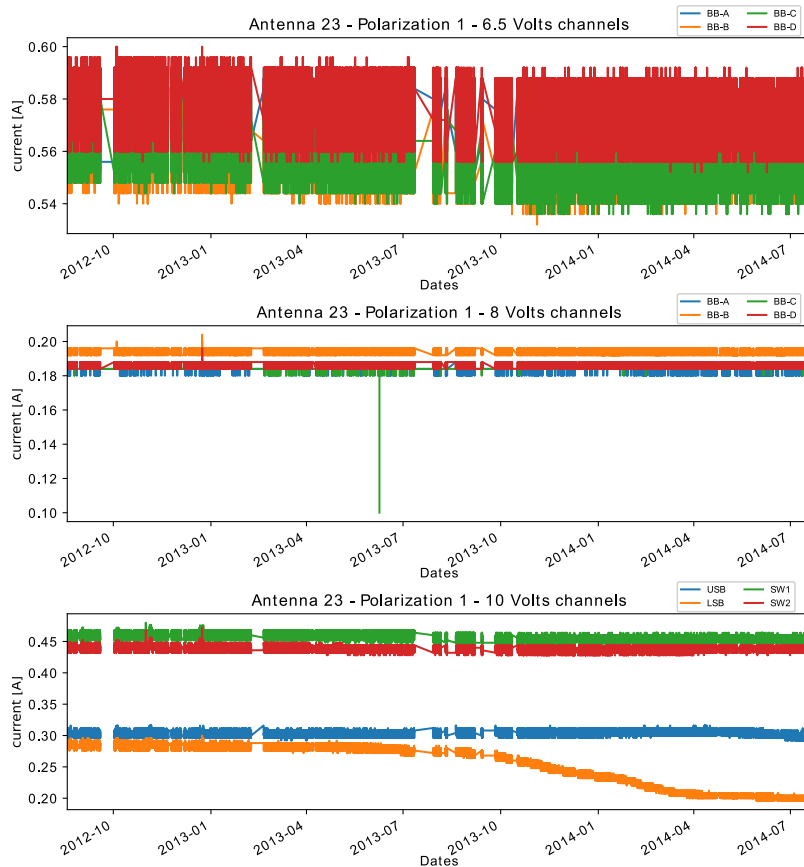 Antenna 23 - Polarization 1 - 6.5 Volts channels
BB-A BB-C
BB-B BB-D
current [A]
0.60
0.58
0.56
0.54
2012-10 2013-01 2013-04 2013-07 2013-10 2014-01 2014-04 2014-07
Dates
Antenna 23 - Polarization 1 - 8 Volts channels
BB-A BB-C
BB-B BB-D
current [A]
0.20
0.18
0.16
0.14
0.12
0.10
2012-10 2013-01 2013-04 2013-07 2013-10 2014-01 2014-04 2014-07
Dates
Antenna 23 - Polarization 1 - 10 Volts channels
USB SW1
LSB SW2
current [A]
0.45
0.40
0.35
0.30
0.25
0.20
2012-10 2013-01 2013-04 2013-07 2013-10 2014-01 2014-04 2014-07
Dates